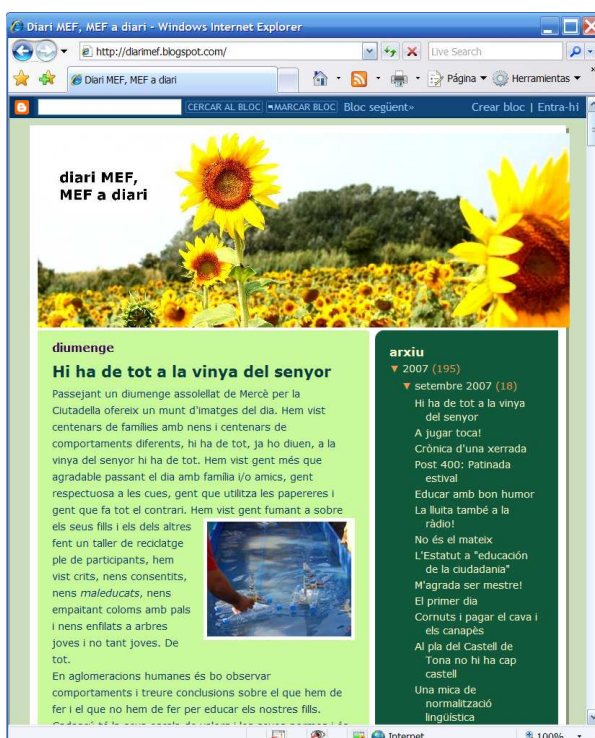 Diari MEF, MEF a diari - Windows Internet Explorer
http://diarimef.blogspot.com/
Live Search
Diari MEF, MEF a diari
Página
Herramientas
CERCAR AL BLOC
MARCAR BLOC
Bloc següent»
Crear bloc | Entra-hi
diari MEF,
MEF a diari
diumenge
Hi ha de tot a la vinya del senyor
Passejant un diumenge assolellat de Mercè per la
Ciutadella ofereix un munt d'imatges del dia. Hem vist
centenars de famílies amb nens i centenars de
comportaments diferents, hi ha de tot, ja ho diuen, a la
vinya del senyor hi ha de tot. Hem vist gent més que
agradable passant el dia amb família i/o amics, gent
respectuosa a les cues, gent que utilitza les papereres i
gent que fa tot el contrari. Hem vist gent fumant a sobre
els seus fills i els dels altres
fent un taller de reciclatge
ple de participants, hem
vist crits, nens consentits,
nens maleducats, nens
empaitant coloms amb pals
i nens enfilats a arbres
joves i no tant joves. De
tot.
En aglomeracions humanes és bo observar
comportaments i treure conclusions sobre el que hem de
fer i el que no hem de fer per educar els nostres fills.
arxiu
▼ 2007 (195)
▼ setembre 2007 (18)
Hi ha de tot a la vinya
del senyor
A jugar toca!
Crònica d'una xerrada
Post 400: Patinada
estival
Educar amb bon humor
La lluita també a la
ràdio!
No és el mateix
L'Estatut a "educación
de la ciudadania"
M'agrada ser mestre!
El primer dia
Cornuts i pagar el cava i
els canapès
Al pla del Castell de
Tona no hi ha cap
castell
Una mica de
normalització
lingüística
Internet
100%